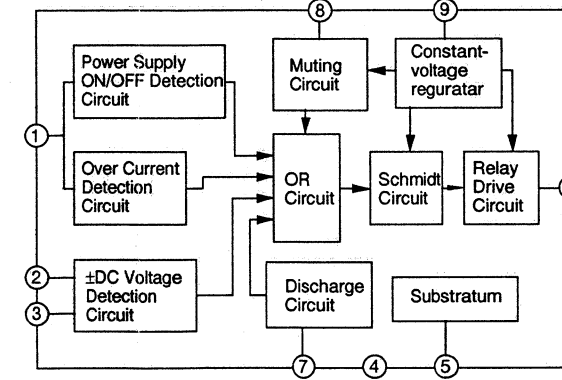 8
9
Power Supply
ON/OFF Detection
Circuit
Muting
Circuit
Constant-
voltage
reguratar
1
Over Current
Detection
Circuit
OR
Circuit
Schmidt
Circuit
Relay
Drive
Circuit
2
3
±DC Voltage
Detection
Circuit
Discharge
Circuit
Substratum
7
4
5